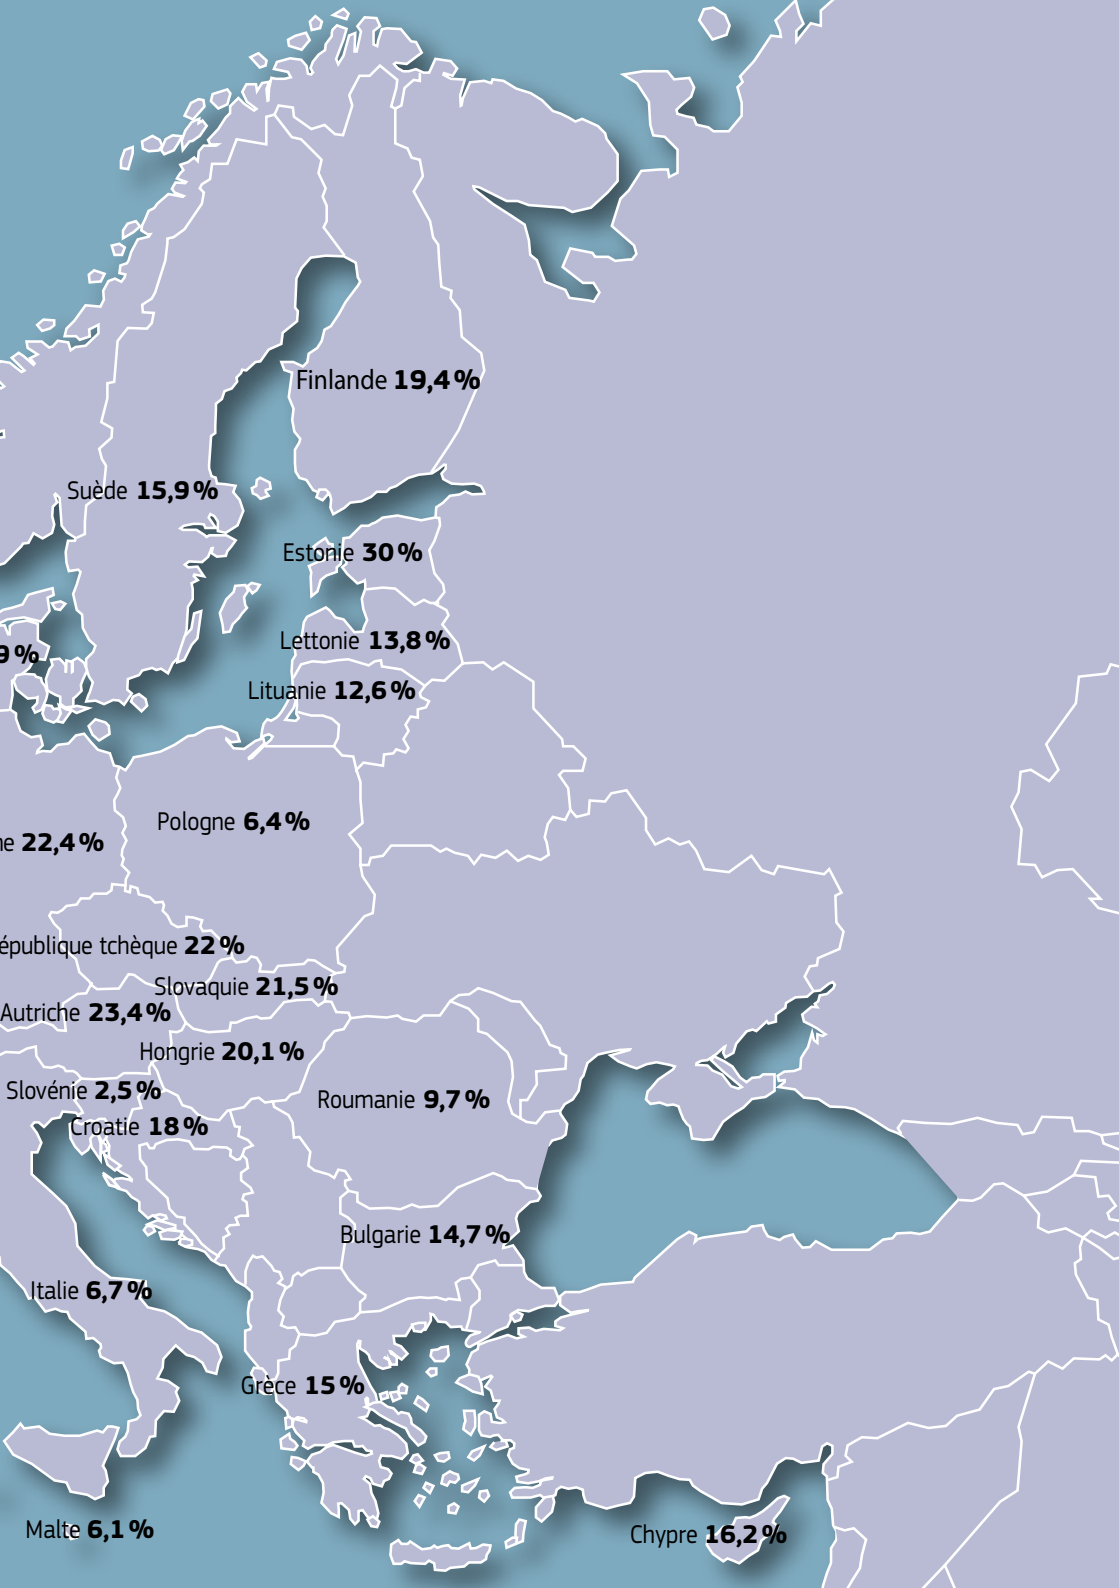 Finlande 19,4 %
Suède 15,9 %
Estonie 30 %
Lettonie 13,8 %
9 %
Lituanie 12,6 %
Pologne 6,4 %
ne 22,4 %
épublique tchèque 22 %
Slovaquie 21,5 %
Autriche 23,4 %
Hongrie 20,1 %
Slovénie 2,5 %
Roumanie 9,7 %
Croatie 18 %
Bulgarie 14,7 %
Italie 6,7 %
Grèce 15 %
Malte 6,1 %
Chypre 16,2 %